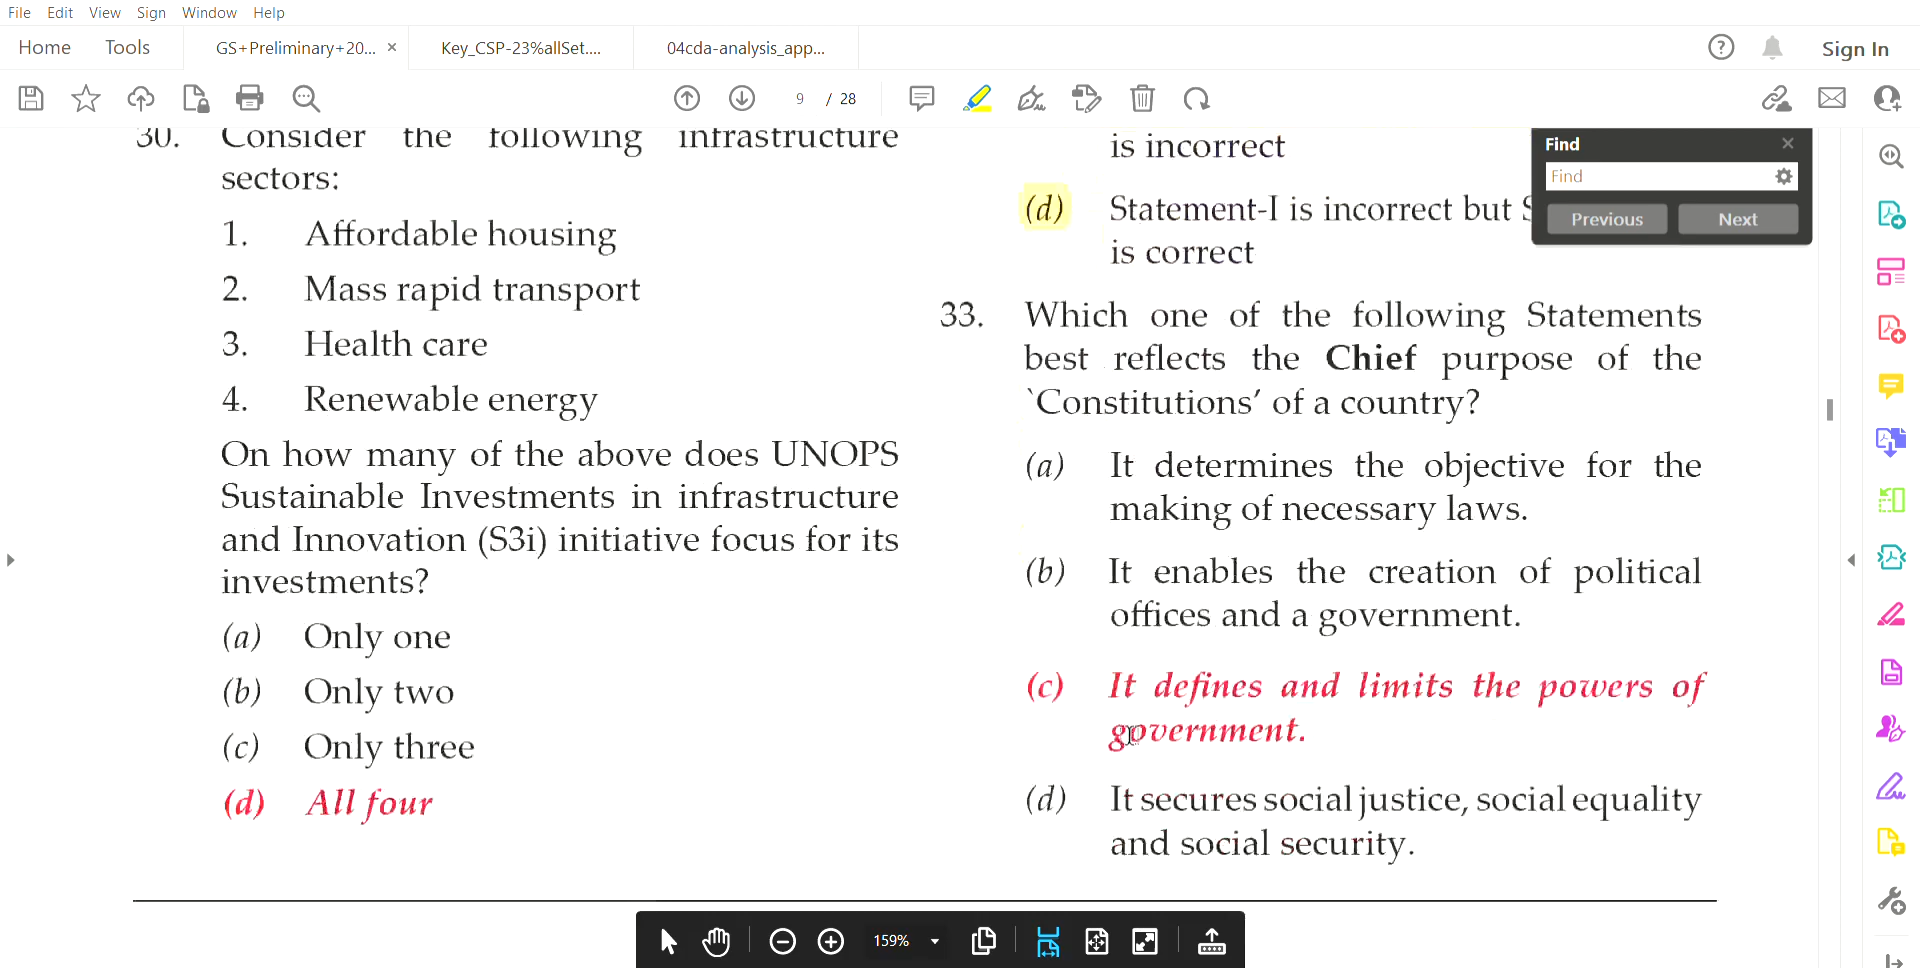 File Edit View Sign Window Help
Home Tools GS+Preliminary+20... × Key_CSP-23%allSet.... 04cda-analysis_app... Sign In
9 / 28
30. Consider the following infrastructure
sectors:
1. Affordable housing
2. Mass rapid transport
3. Health care
4. Renewable energy
On how many of the above does UNOPS
Sustainable Investments in infrastructure
and Innovation (S3i) initiative focus for its
investments?
(a) Only one
(b) Only two
(c) Only three
(d) All four
is incorrect
(d) Statement-I is incorrect but
is correct
33. Which one of the following Statements
best reflects the Chief purpose of the
`Constitutions' of a country?
(a) It determines the objective for the
making of necessary laws.
(b) It enables the creation of political
offices and a government.
(c) It defines and limits the powers of
government.
(d) It secures social justice, social equality
and social security.
Find
Find
Previous Next
159%